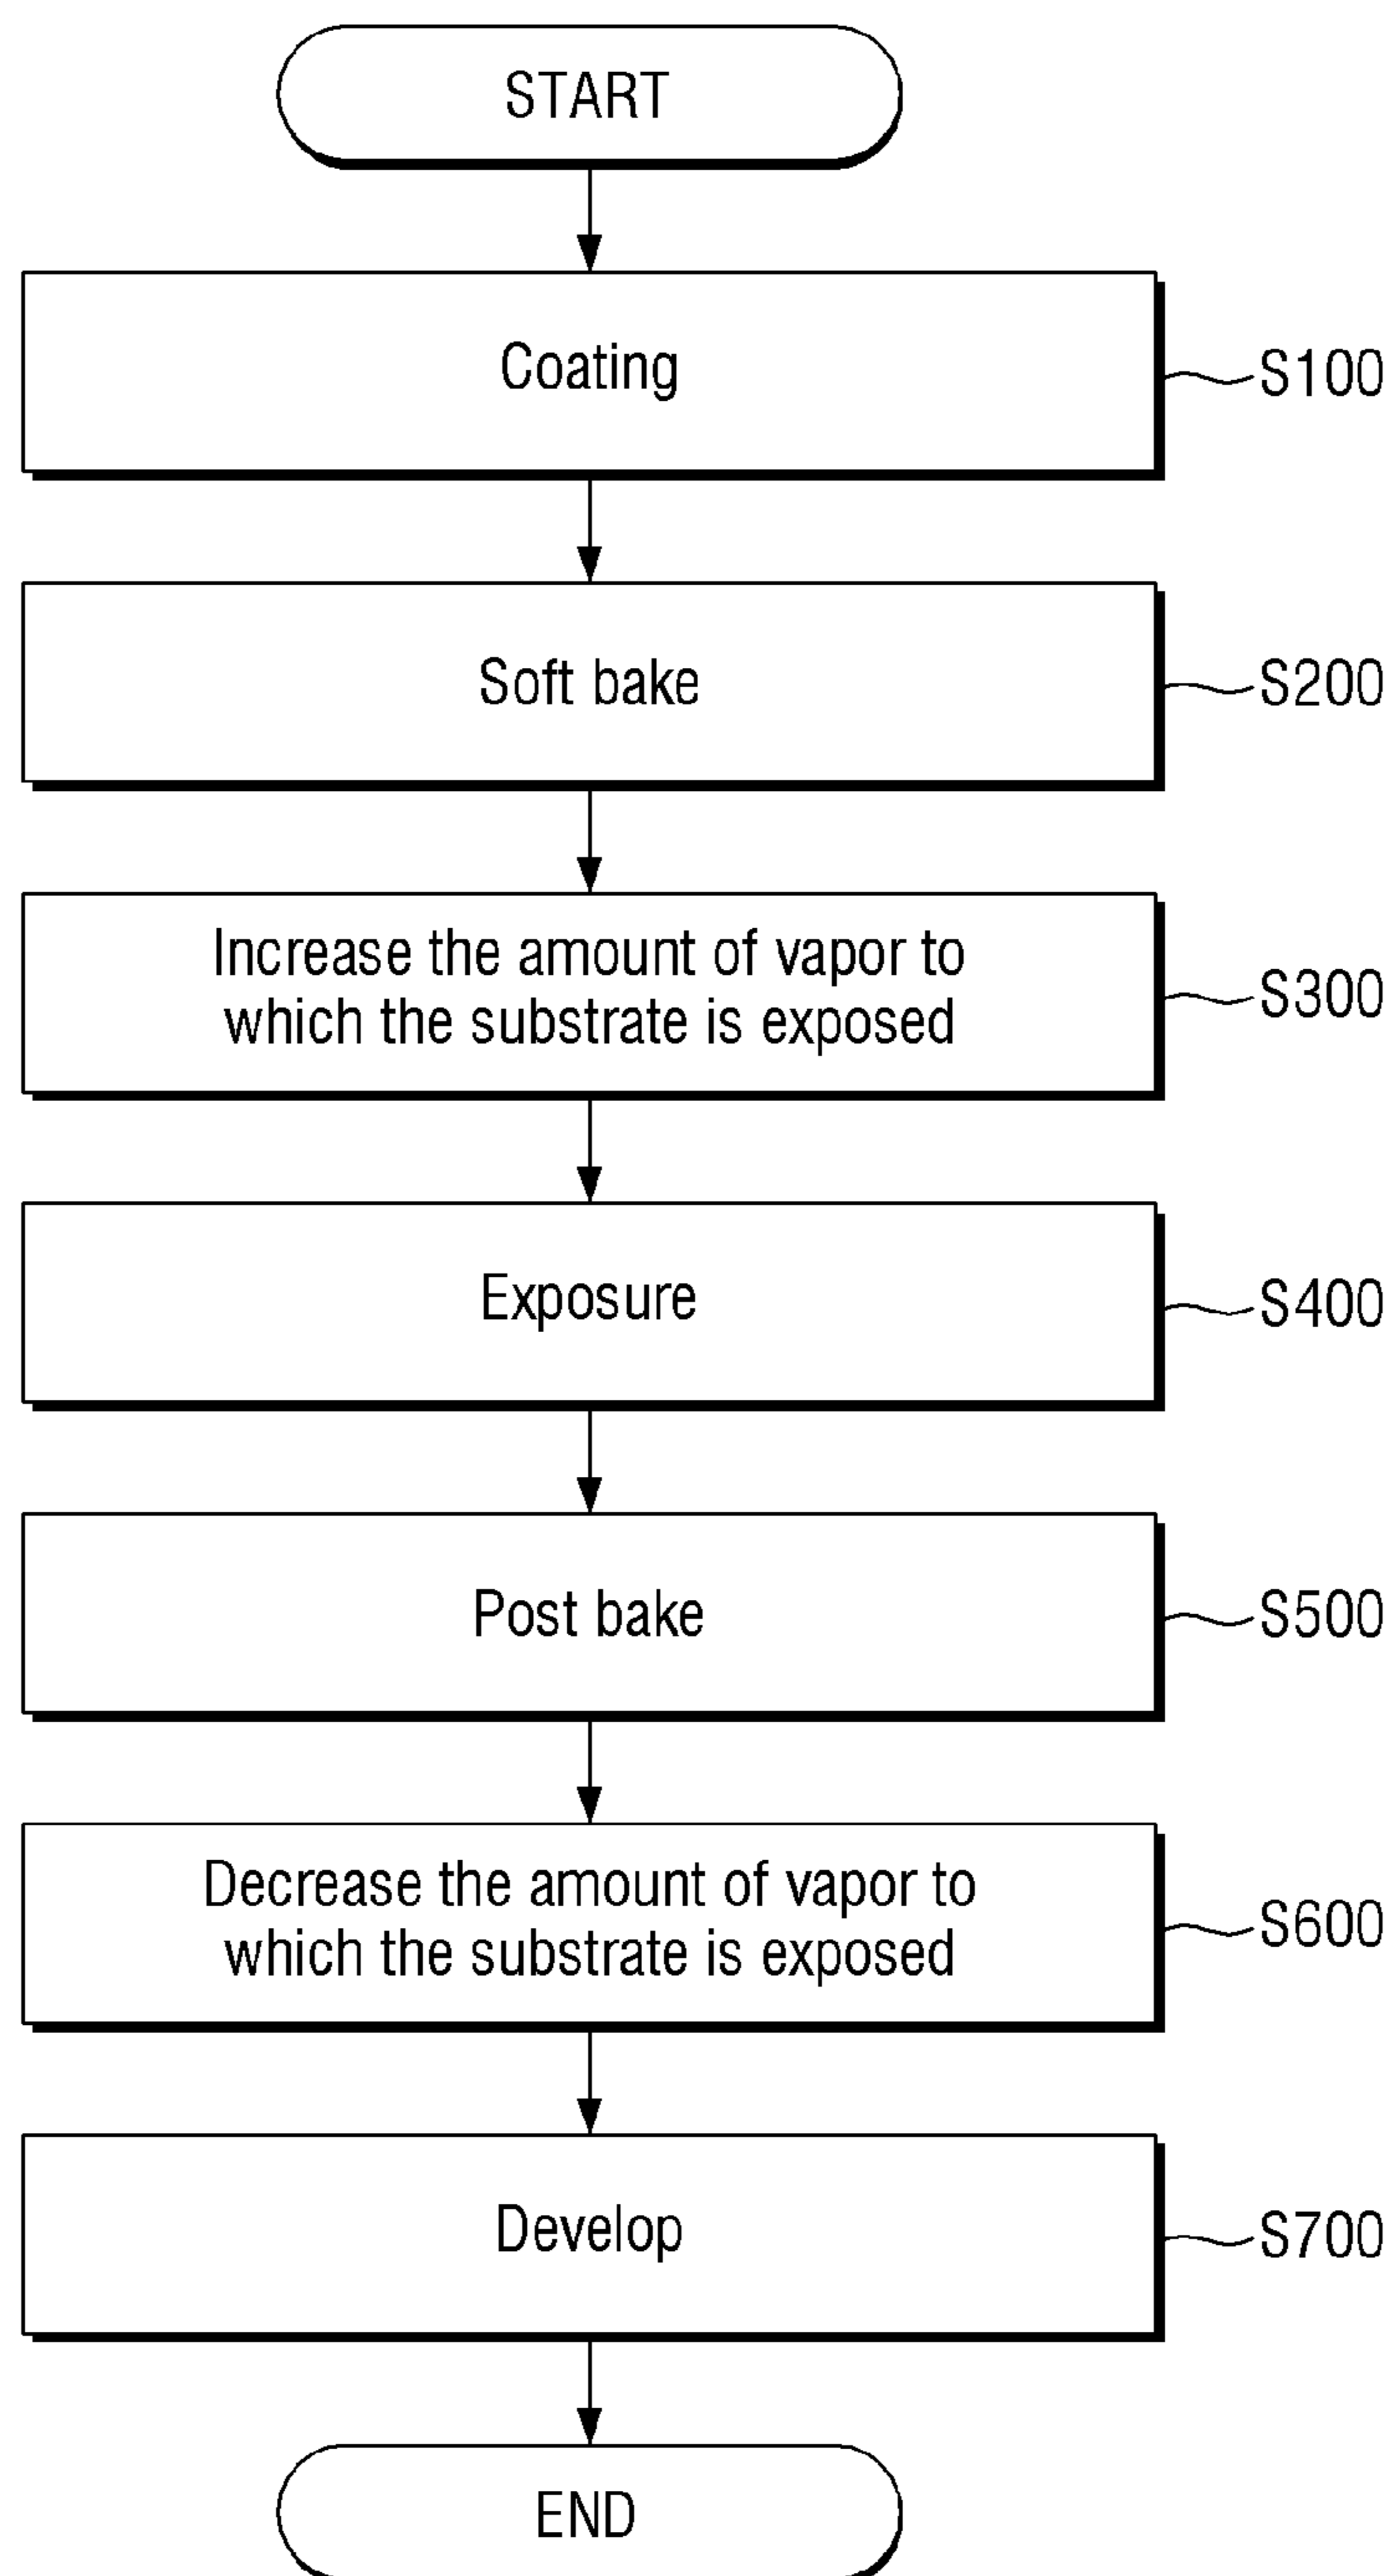 START
Coating
S100
Soft bake
S200
Increase the amount of vapor to
which the substrate is exposed
S300
Exposure
S400
Post bake
S500
Decrease the amount of vapor to
which the substrate is exposed
S600
Develop
S700
END